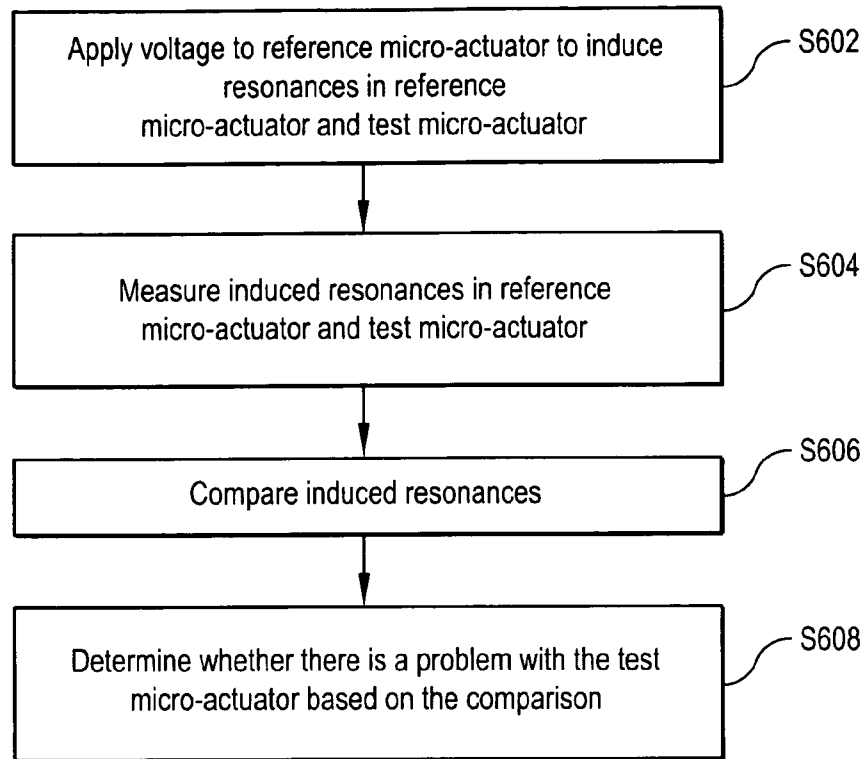 Apply voltage to reference micro-actuator to induce
resonances in reference
micro-actuator and test micro-actuator
S602
Measure induced resonances in reference
micro-actuator and test micro-actuator
S604
Compare induced resonances
S606
Determine whether there is a problem with the test
micro-actuator based on the comparison
S608